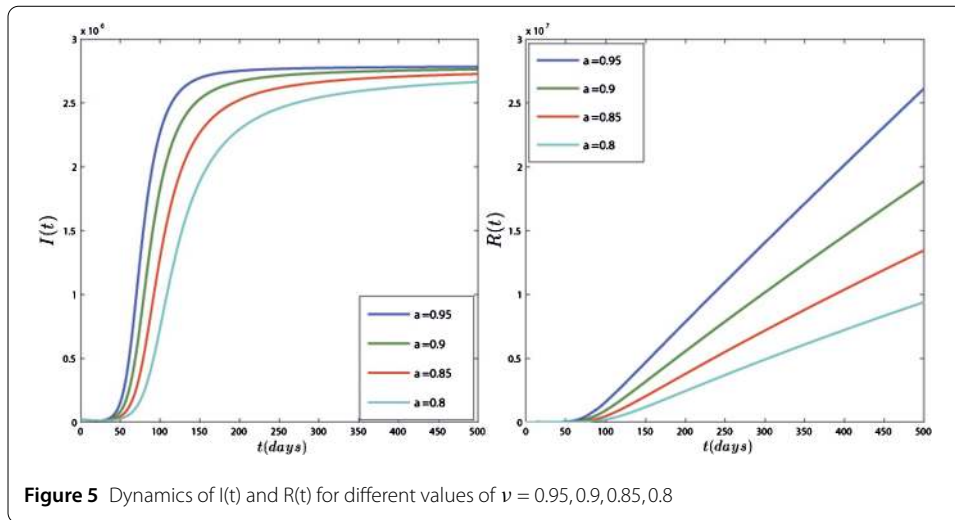 x 10⁶
3
2.5
2
1.5
1
0.5
0
I(t)
0 50 100 150 200 250 300 350 400 450 500
t(days)
a =0.95
a =0.9
a =0.85
a =0.8
x 10⁷
3
2.5
2
1.5
1
0.5
0
R(t)
0 50 100 150 200 250 300 350 400 450 500
t(days)
a =0.95
a =0.9
a =0.85
a =0.8
Figure 5 Dynamics of I(t) and R(t) for different values of ν = 0.95, 0.9, 0.85, 0.8